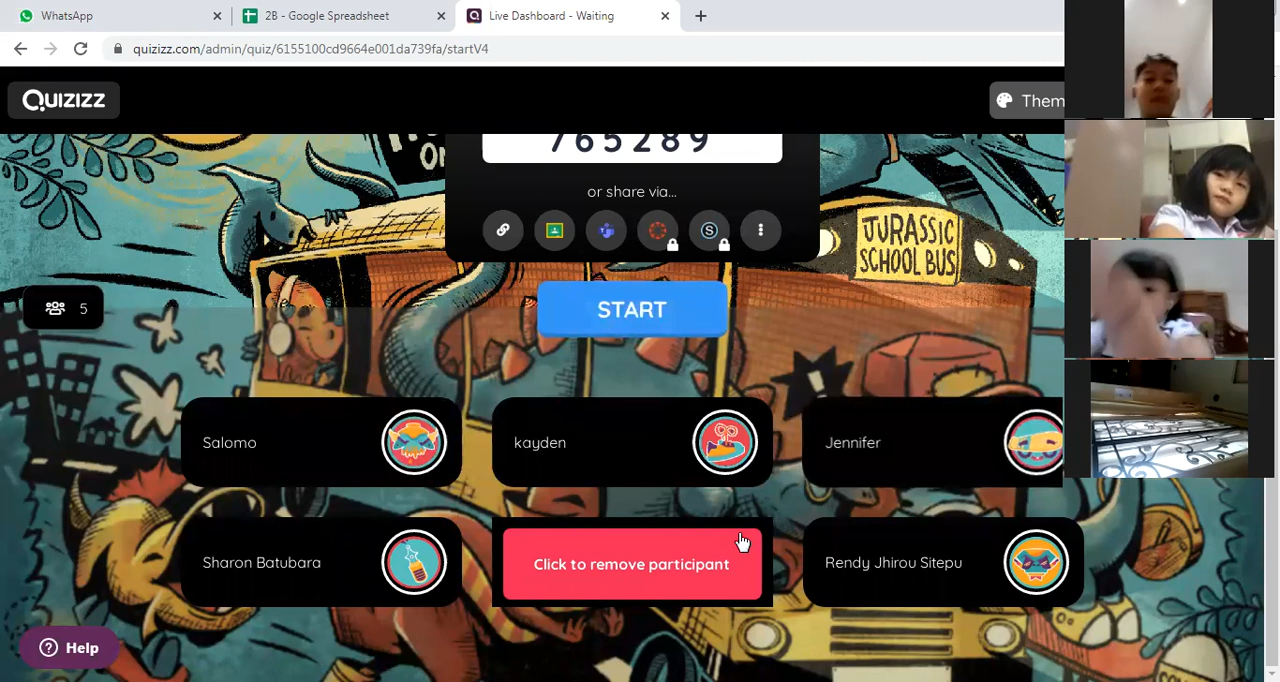 WhatsApp
2B - Google Spreadsheet
Live Dashboard - Waiting
quizizz.com/admin/quiz/6155100cd9664e001da739fa/startV4
QUIZIZZ
Them
765289
or share via...
S
JURASSIC
SCHOOL BUS
5
START
Salomo
kayden
Jennifer
Sharon Batubara
Click to remove participant
Rendy Jhirou Sitepu
Help